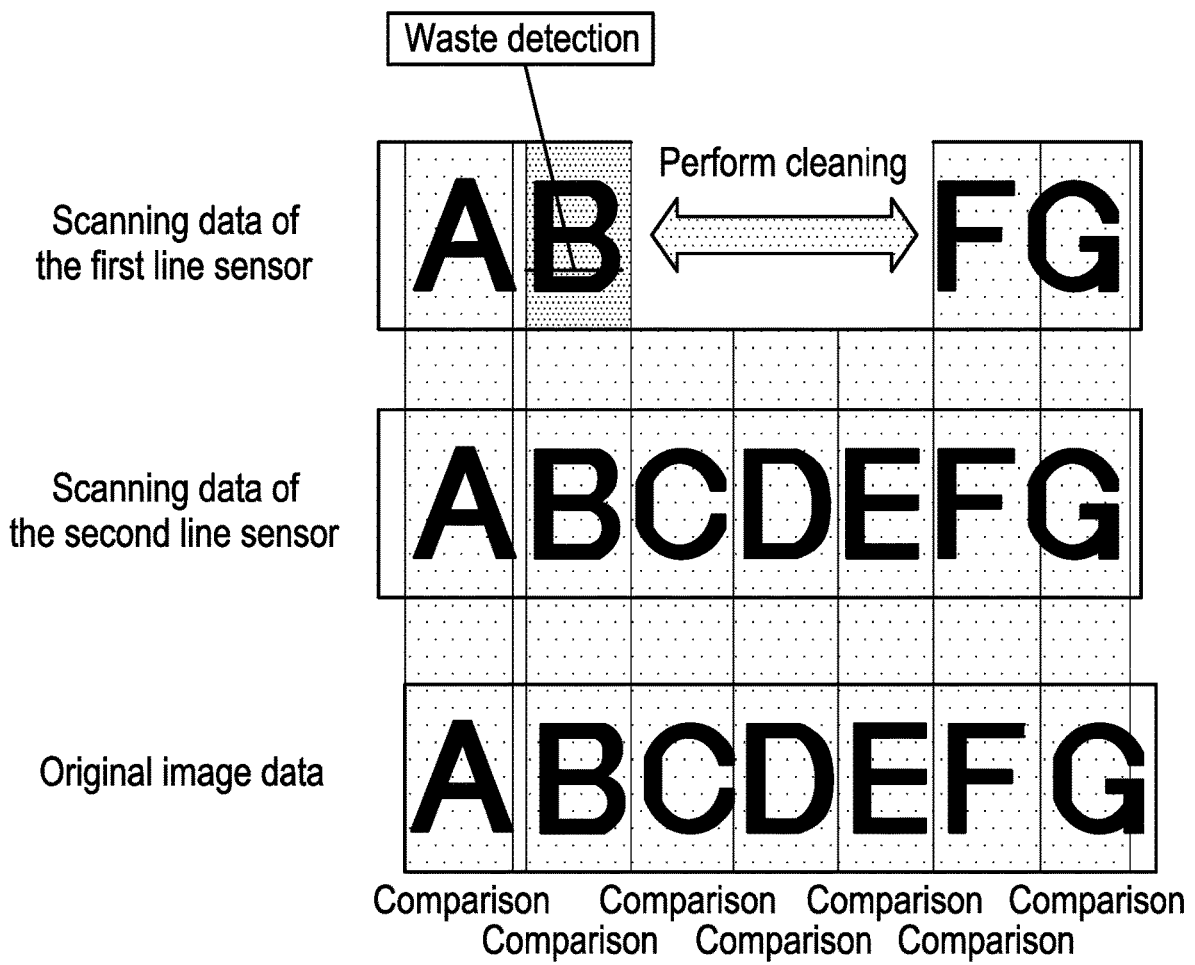 Waste detection
Scanning data of
the first line sensor
AB
Perform cleaning
FG
Scanning data of
the second line sensor
ABCDEFG
Original image data
ABCDEFG
Comparison Comparison Comparison Comparison
Comparison Comparison Comparison